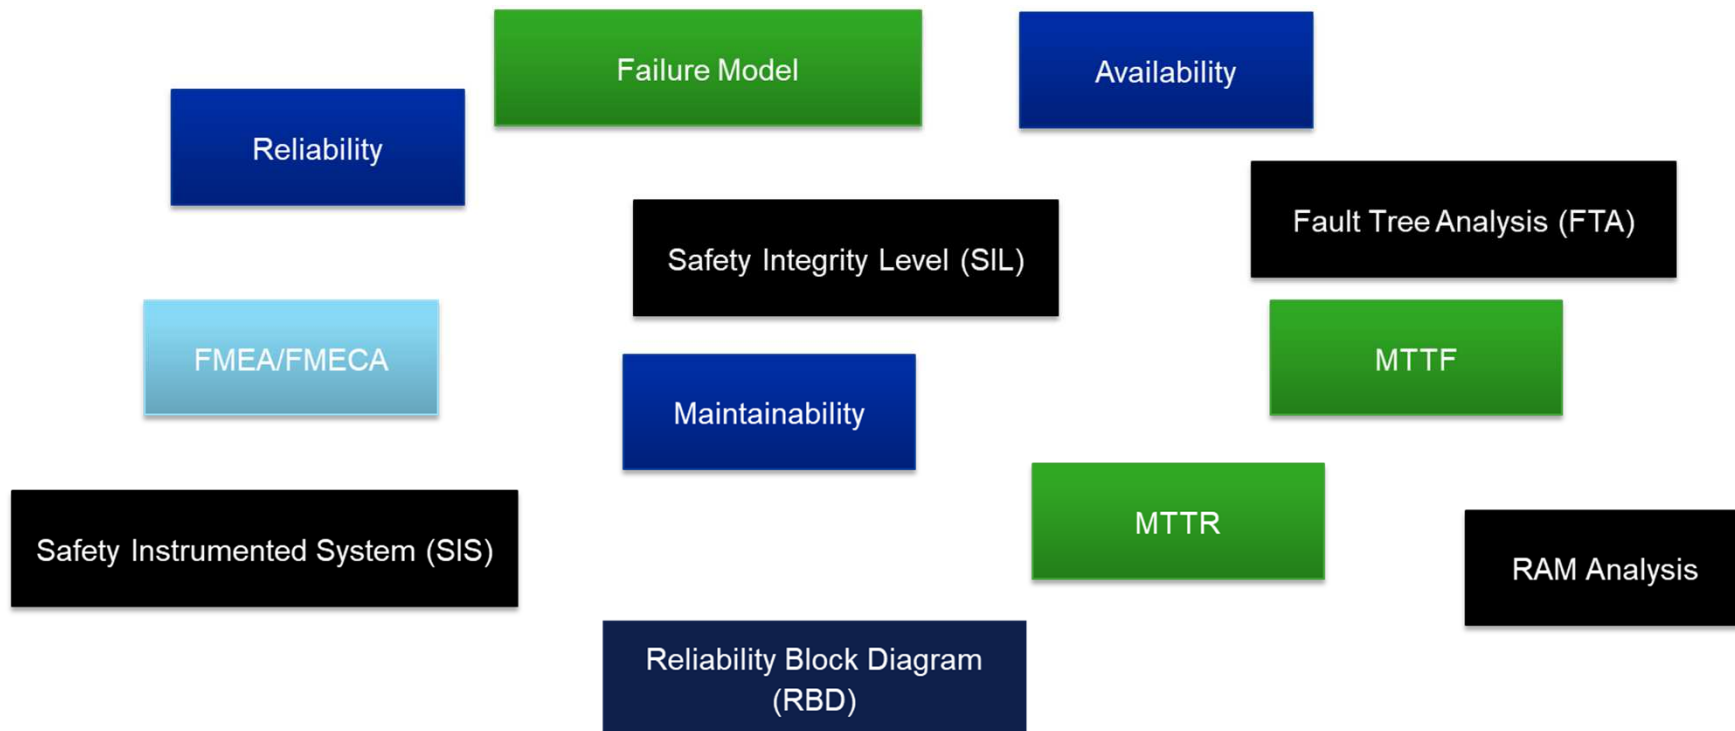 Failure Model
Availability
Reliability
Fault Tree Analysis (FTA)
Safety Integrity Level (SIL)
FMEA/FMECA
MTTF
Maintainability
MTTR
Safety Instrumented System (SIS)
RAM Analysis
Reliability Block Diagram
(RBD)